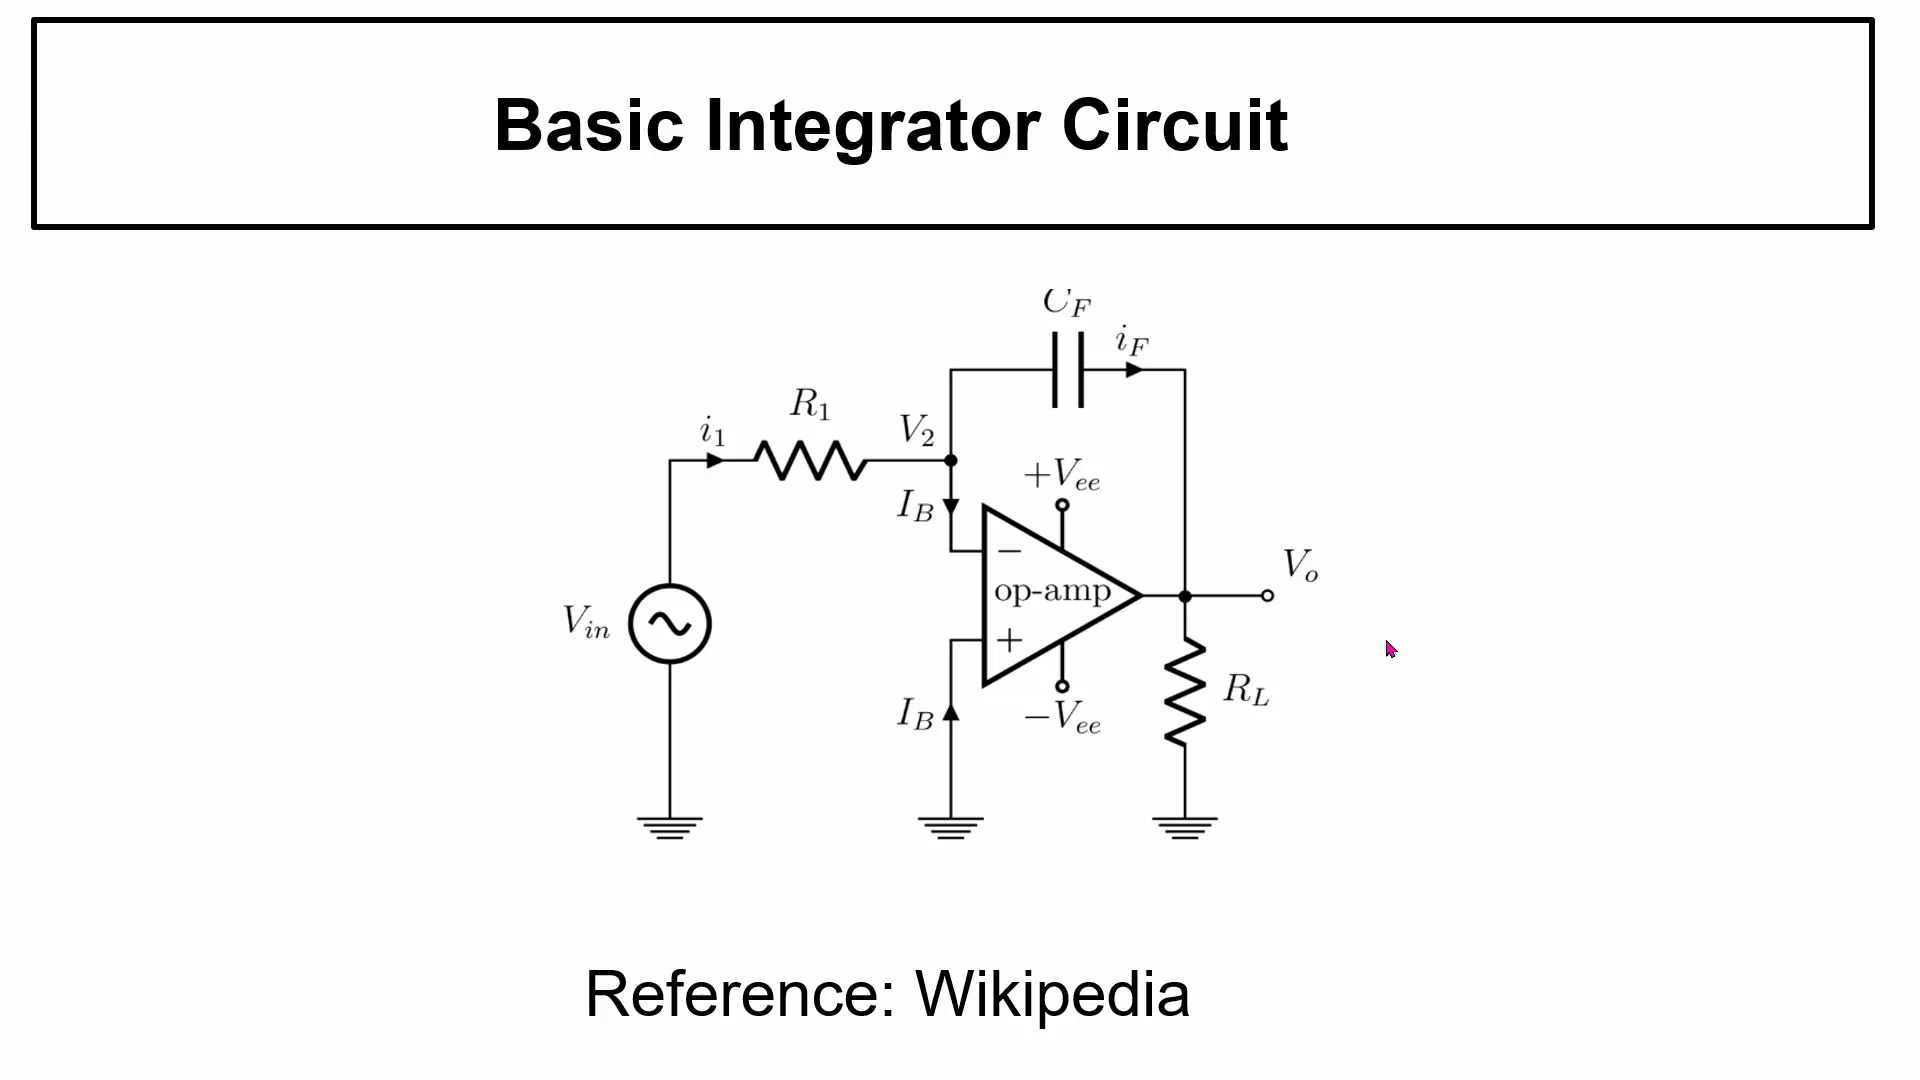 Basic Integrator Circuit
C_F
i_F
R_1
i_1
V_2
+V_ee
I_B
−
V_o
op-amp
V_in
+
R_L
I_B
−V_ee
Reference: Wikipedia